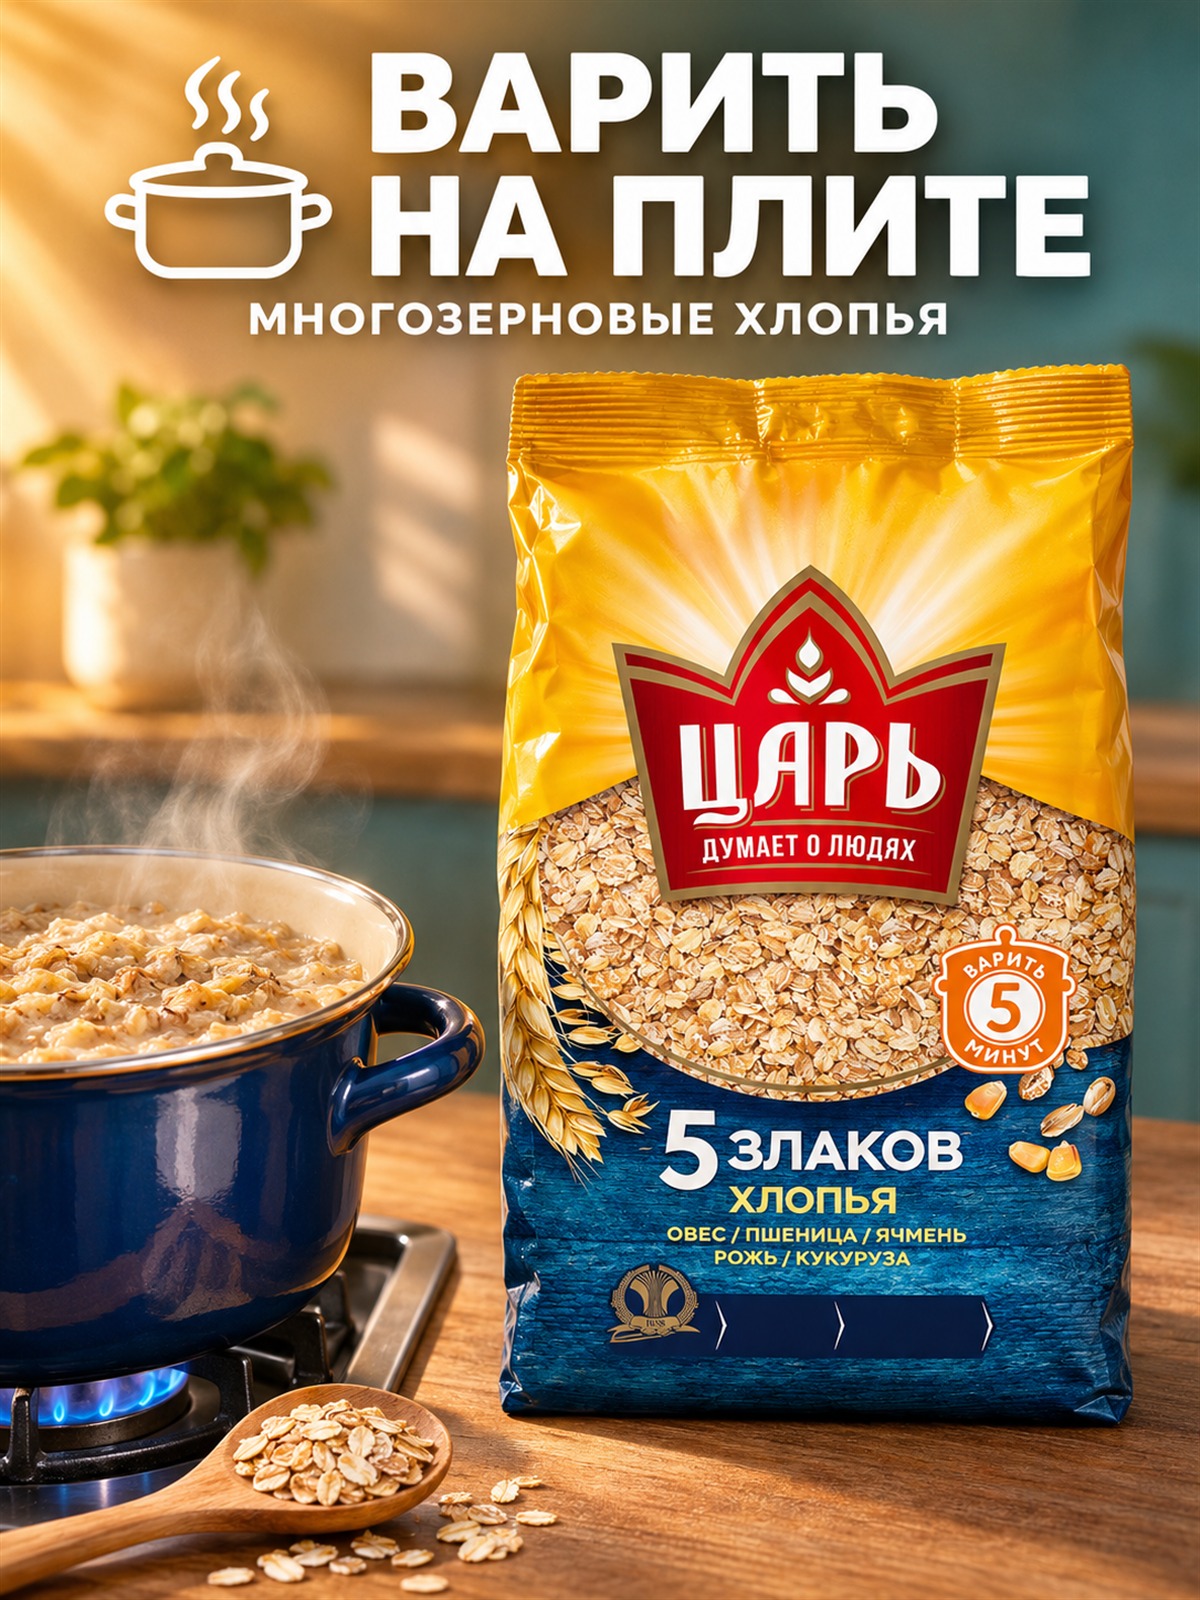 ВАРИТЬ
НА ПЛИТЕ
МНОГОЗЕРНОВЫЕ ХЛОПЬЯ
ЦАРЬ
ДУМАЕТ О ЛЮДЯХ
ВАРИТЬ
5
МИНУТ
5 ЗЛАКОВ
ХЛОПЬЯ
ОВЕС / ПШЕНИЦА / ЯЧМЕНЬ
РОЖЬ / КУКУРУЗА